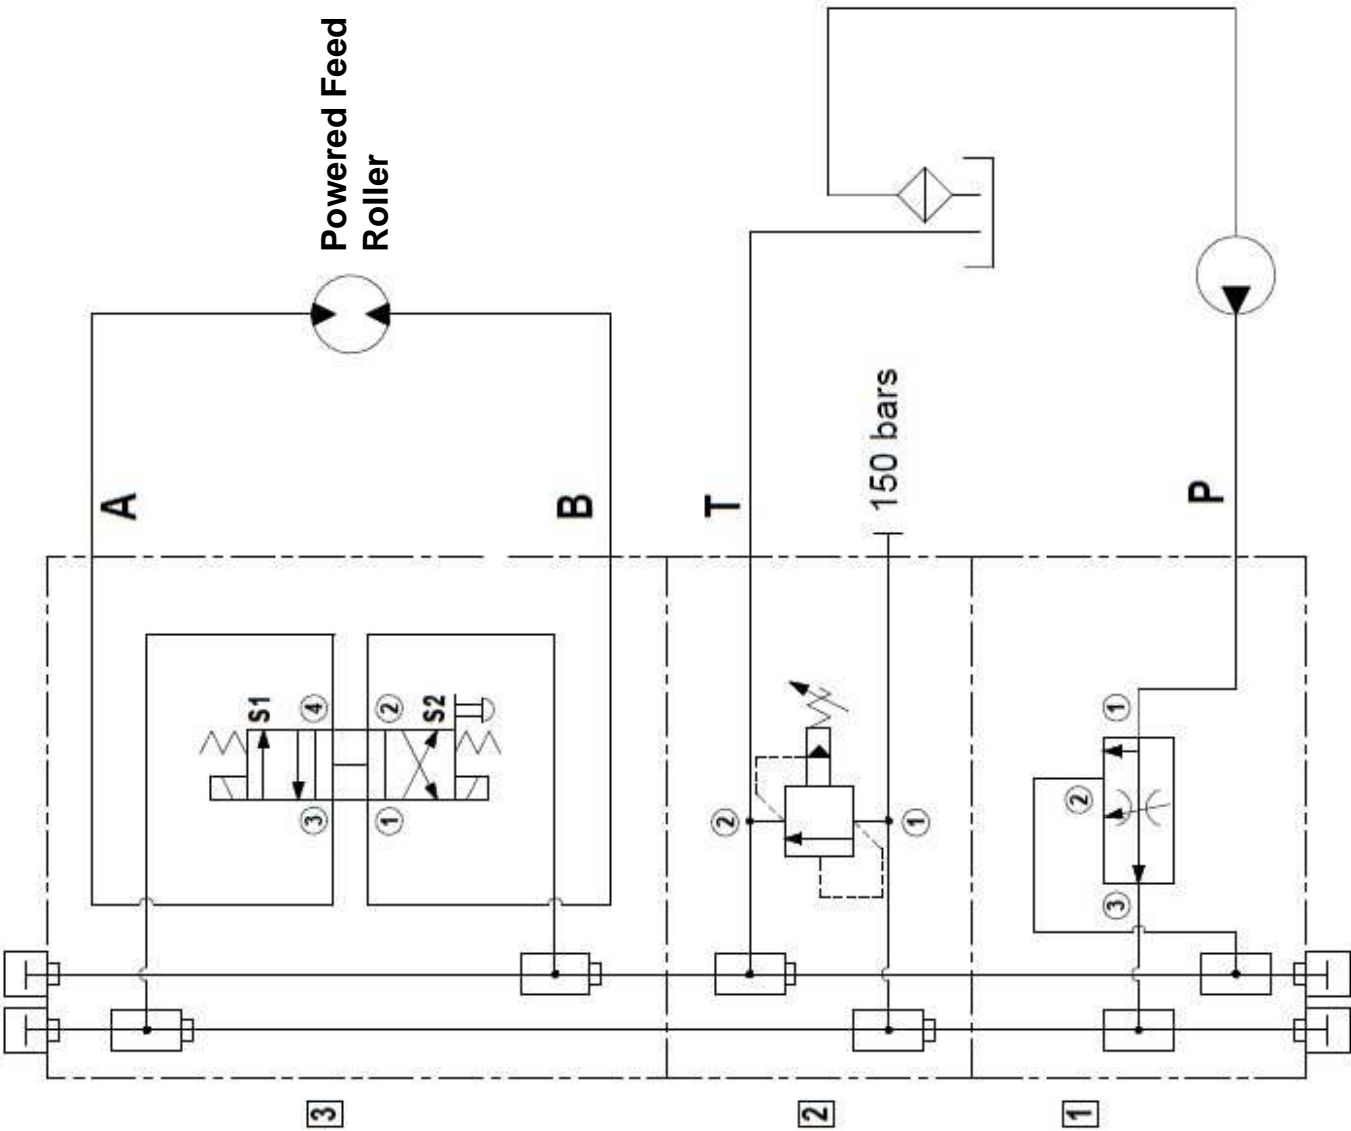 Powered Feed
Roller
A
B
T
P
150 bars
S1
④
②
S2
③
①
②
①
①
②
③
3
2
1